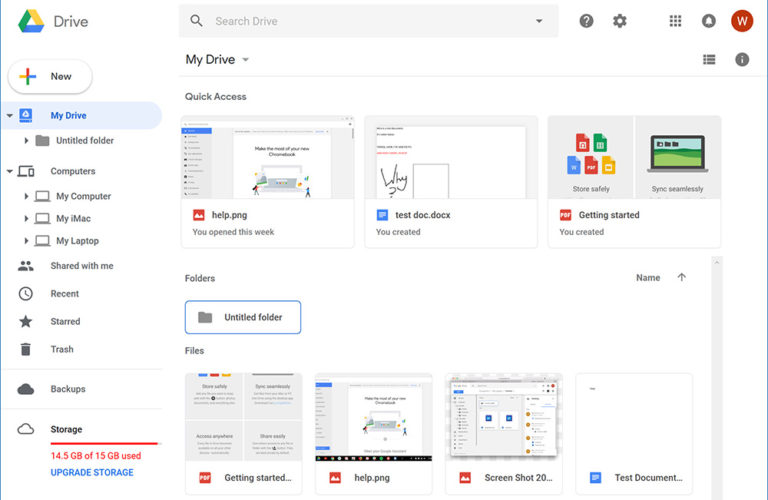 Drive
Search Drive
W
New
My Drive
My Drive
Untitled folder
Computers
My Computer
My iMac
My Laptop
Shared with me
Recent
Starred
Trash
Backups
Storage
14.5 GB of 15 GB used
UPGRADE STORAGE
Quick Access
Make the most of your new
Chromebook
help.png
You opened this week
Why?
test doc.docx
You created
W
PDF
Store safely
Sync seamlessly
PDF
Getting started
You created
Folders
Name
Untitled folder
Files
Store safely
Sync seamlessly
Access anywhere
Share easily
PDF
Getting started...
Make the most of your new
Chromebook
help.png
Screen Shot 20...
Test Document...